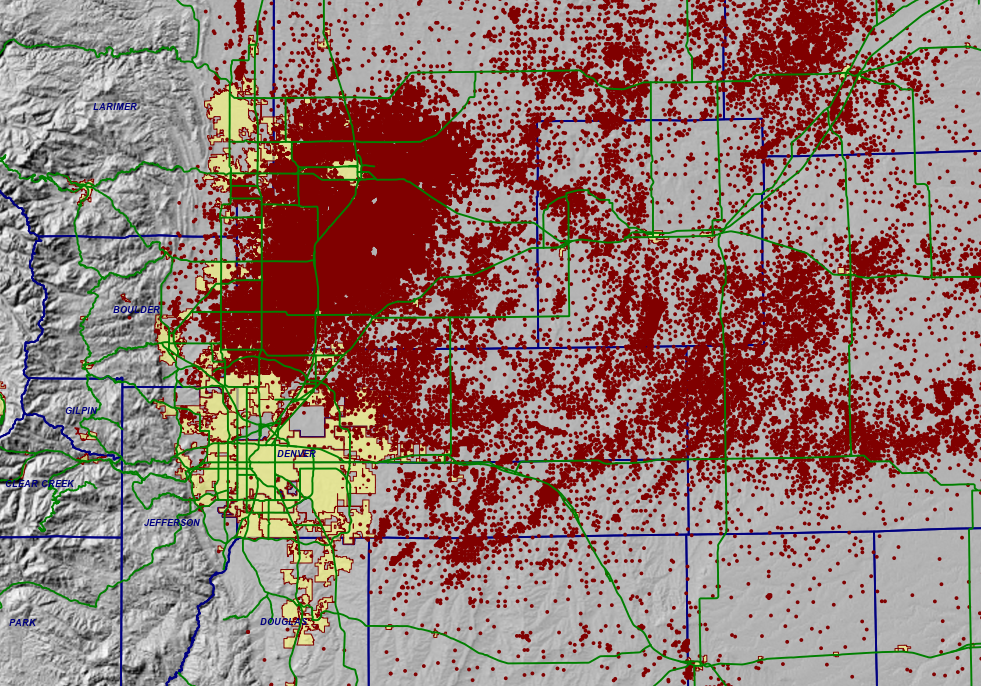 LARIMER
BOULDER
GILPIN
DENVER
CLEAR CREEK
JEFFERSON
DOUGLAS
PARK